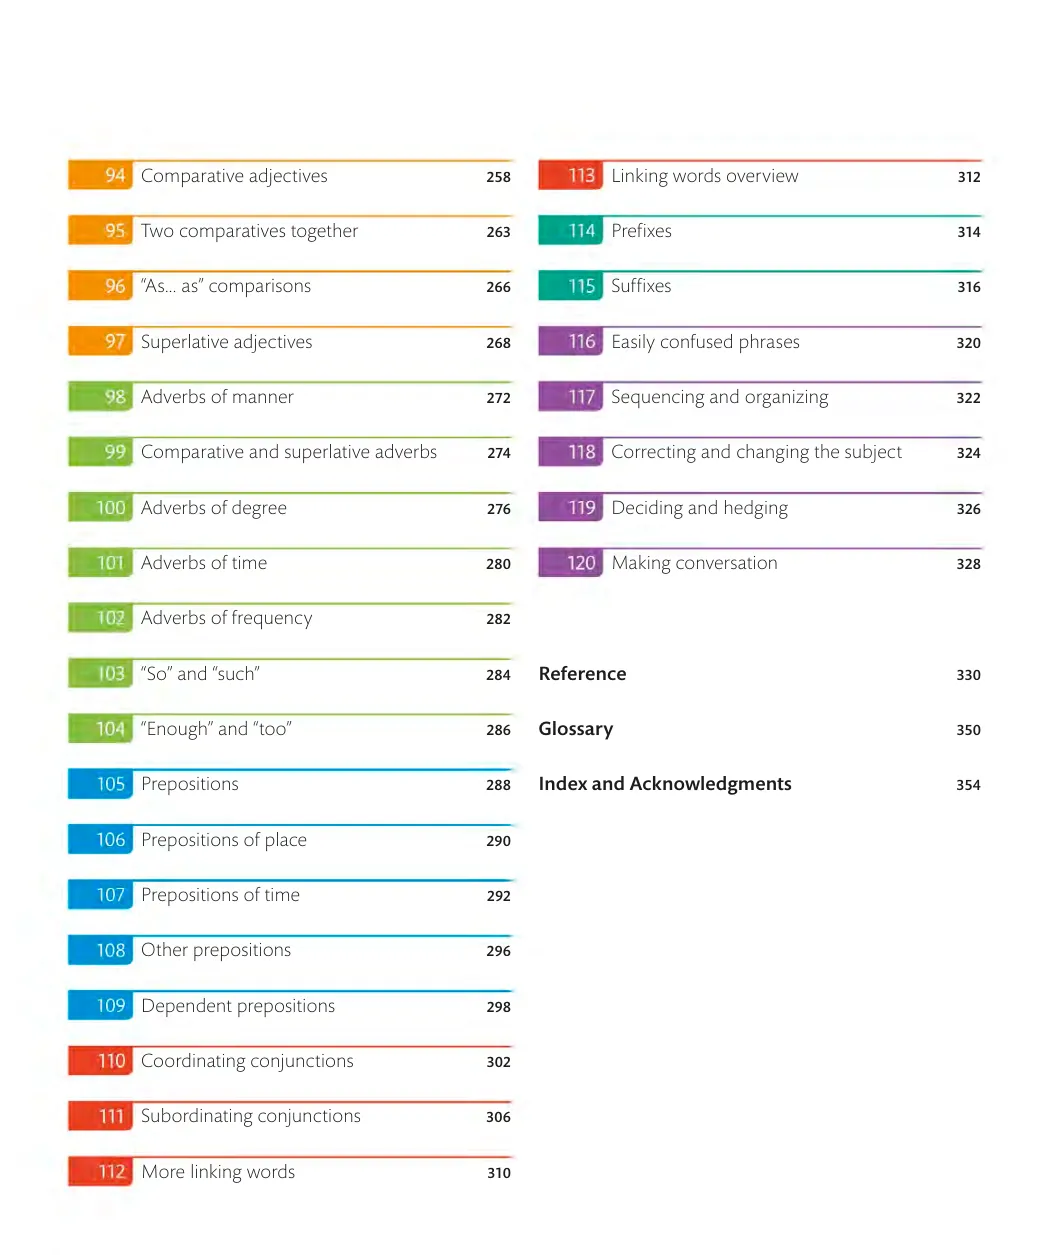 94 Comparative adjectives 258
95 Two comparatives together 263
96 “As... as” comparisons 266
97 Superlative adjectives 268
98 Adverbs of manner 272
99 Comparative and superlative adverbs 274
100 Adverbs of degree 276
101 Adverbs of time 280
102 Adverbs of frequency 282
103 “So” and “such” 284
104 “Enough” and “too” 286
105 Prepositions 288
106 Prepositions of place 290
107 Prepositions of time 292
108 Other prepositions 296
109 Dependent prepositions 298
110 Coordinating conjunctions 302
111 Subordinating conjunctions 306
112 More linking words 310
113 Linking words overview 312
114 Prefixes 314
115 Suffixes 316
116 Easily confused phrases 320
117 Sequencing and organizing 322
118 Correcting and changing the subject 324
119 Deciding and hedging 326
120 Making conversation 328
Reference 330
Glossary 350
Index and Acknowledgments 354